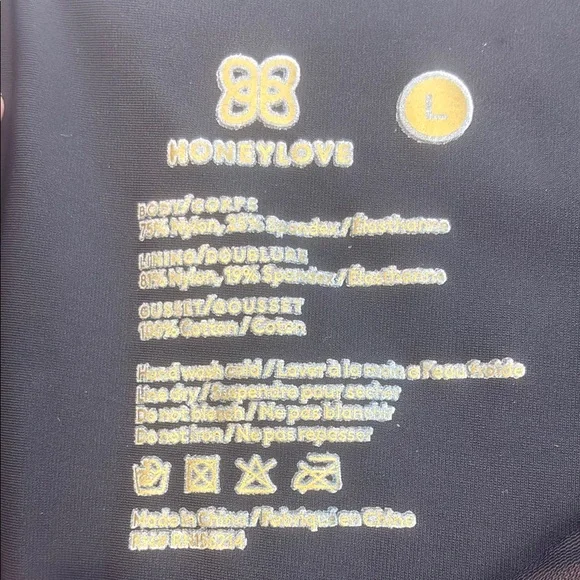 L
HONEYLOVE
BODY/CORPS
75% Nylon, 25% Spandex/Élasthanne
LINING/DOUBLURE
81% Nylon, 19% Spandex/Élasthanne
GUSSET/GOUSSET
100% Cotton/Coton
Hand wash cold/Laver à la main a l'eau froide
Line dry/Suspendre pour sécher
Do not bleach/Ne pas blanchir
Do not iron/Ne pas repasser
Made in China/Fabriqué en Chine